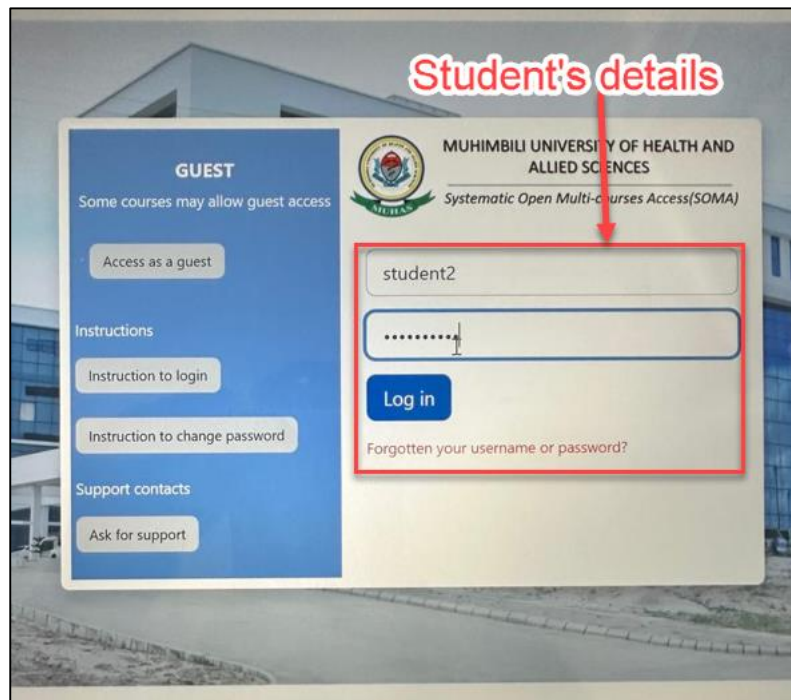 Student's details
GUEST
Some courses may allow guest access
Access as a guest
Instructions
Instruction to login
Instruction to change password
Support contacts
Ask for support
MUHAS
MUHIMBILI UNIVERSITY OF HEALTH AND
ALLIED SCIENCES
Systematic Open Multi-courses Access(SOMA)
student2
••••••••••
Log in
Forgotten your username or password?